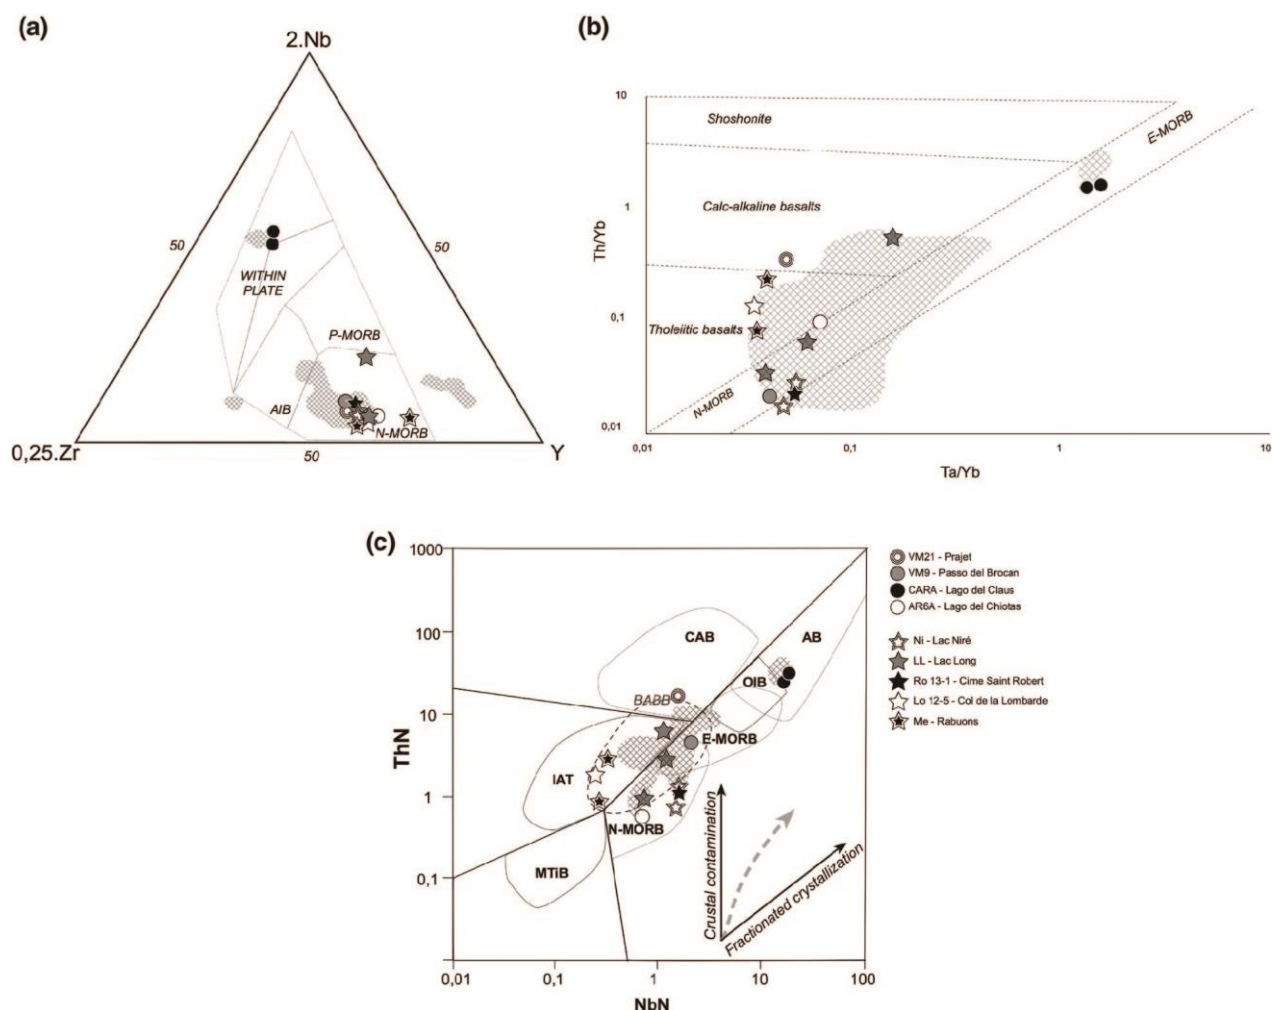 (a)
2.Nb
50
50
WITHIN
PLATE
P-MORB
AIB
N-MORB
0,25.Zr
50
Y
(b)
10
Shoshonite
E-MORB
1
Calc-alkaline basalts
Th/Yb
0,1
Tholeiitic basalts
N-MORB
0,01
0,01
0,1
1
10
Ta/Yb
(c)
1000
100
10
1
0,1
ThN
CAB
AB
OIB
BABB
E-MORB
IAT
N-MORB
MTiB
Crustal contamination
Fractionated crystallization
0,01
0,1
1
10
100
NbN
VM21 - Prajet
VM9 - Passo del Brocan
CARA - Lago del Claus
AR6A - Lago del Chiotas
Ni - Lac Niré
LL - Lac Long
Ro 13-1 - Cime Saint Robert
Lo 12-5 - Col de la Lombarde
Me - Rabuons